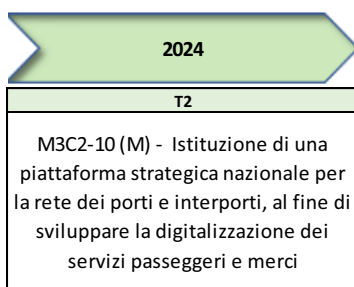 2024
T2
M3C2-10 (M) - Istituzione di una
piattaforma strategica nazionale per
la rete dei porti e interporti, al fine di
sviluppare la digitalizzazione dei
servizi passeggeri e merci